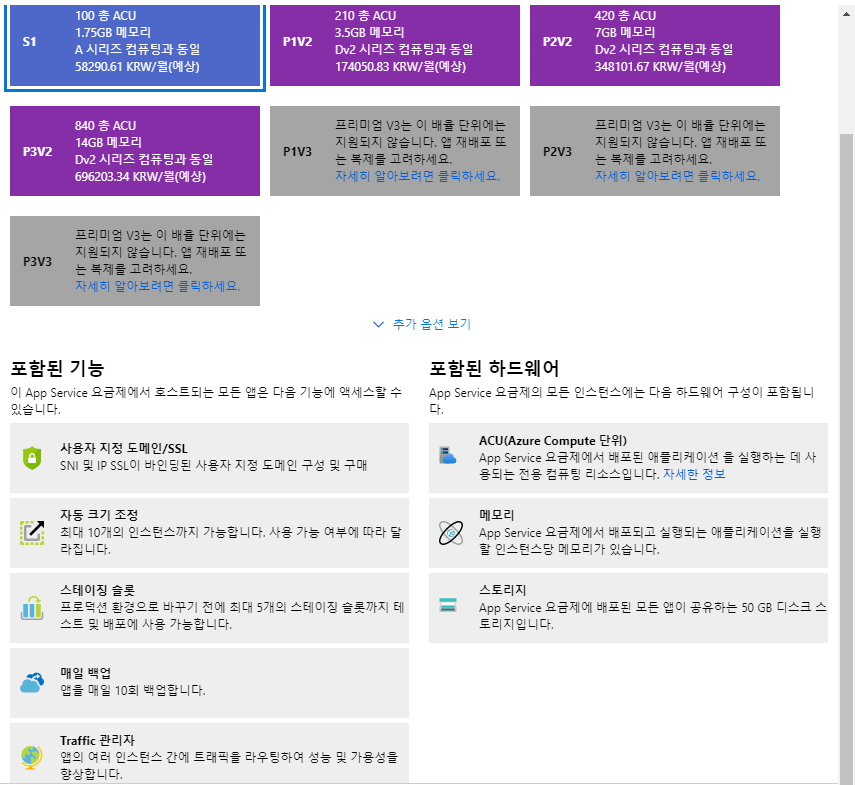 S1
100 총 ACU
1.75GB 메모리
A 시리즈 컴퓨팅과 동일
58290.61 KRW/월(예상)
P1V2
210 총 ACU
3.5GB 메모리
Dv2 시리즈 컴퓨팅과 동일
174050.83 KRW/월(예상)
P2V2
420 총 ACU
7GB 메모리
Dv2 시리즈 컴퓨팅과 동일
348101.67 KRW/월(예상)
P3V2
840 총 ACU
14GB 메모리
Dv2 시리즈 컴퓨팅과 동일
696203.34 KRW/월(예상)
P1V3
프리미엄 V3는 이 배율 단위에는
지원되지 않습니다. 앱 재배포 또
는 복제를 고려하세요.
자세히 알아보려면 클릭하세요.
P2V3
프리미엄 V3는 이 배율 단위에는
지원되지 않습니다. 앱 재배포 또
는 복제를 고려하세요.
자세히 알아보려면 클릭하세요.
P3V3
프리미엄 V3는 이 배율 단위에는
지원되지 않습니다. 앱 재배포 또
는 복제를 고려하세요.
자세히 알아보려면 클릭하세요.
추가 옵션 보기
포함된 기능
이 App Service 요금제에서 호스트되는 모든 앱은 다음 기능에 액세스할 수
있습니다.
사용자 지정 도메인/SSL
SNI 및 IP SSL이 바인딩된 사용자 지정 도메인 구성 및 구매
자동 크기 조정
최대 10개의 인스턴스까지 가능합니다. 사용 가능 여부에 따라 달
라집니다.
스테이징 슬롯
프로덕션 환경으로 바꾸기 전에 최대 5개의 스테이징 슬롯까지 테
스트 및 배포에 사용 가능합니다.
매일 백업
앱을 매일 10회 백업합니다.
Traffic 관리자
앱의 여러 인스턴스 간에 트래픽을 라우팅하여 성능 및 가용성을
향상합니다.
포함된 하드웨어
App Service 요금제의 모든 인스턴스에는 다음 하드웨어 구성이 포함됩니
다.
ACU(Azure Compute 단위)
App Service 요금제에서 배포된 애플리케이션 을 실행하는 데 사
용되는 전용 컴퓨팅 리소스입니다. 자세한 정보
메모리
App Service 요금제에서 배포되고 실행되는 애플리케이션을 실행
할 인스턴스당 메모리가 있습니다.
스토리지
App Service 요금제에 배포된 모든 앱이 공유하는 50 GB 디스크 스
토리지입니다.